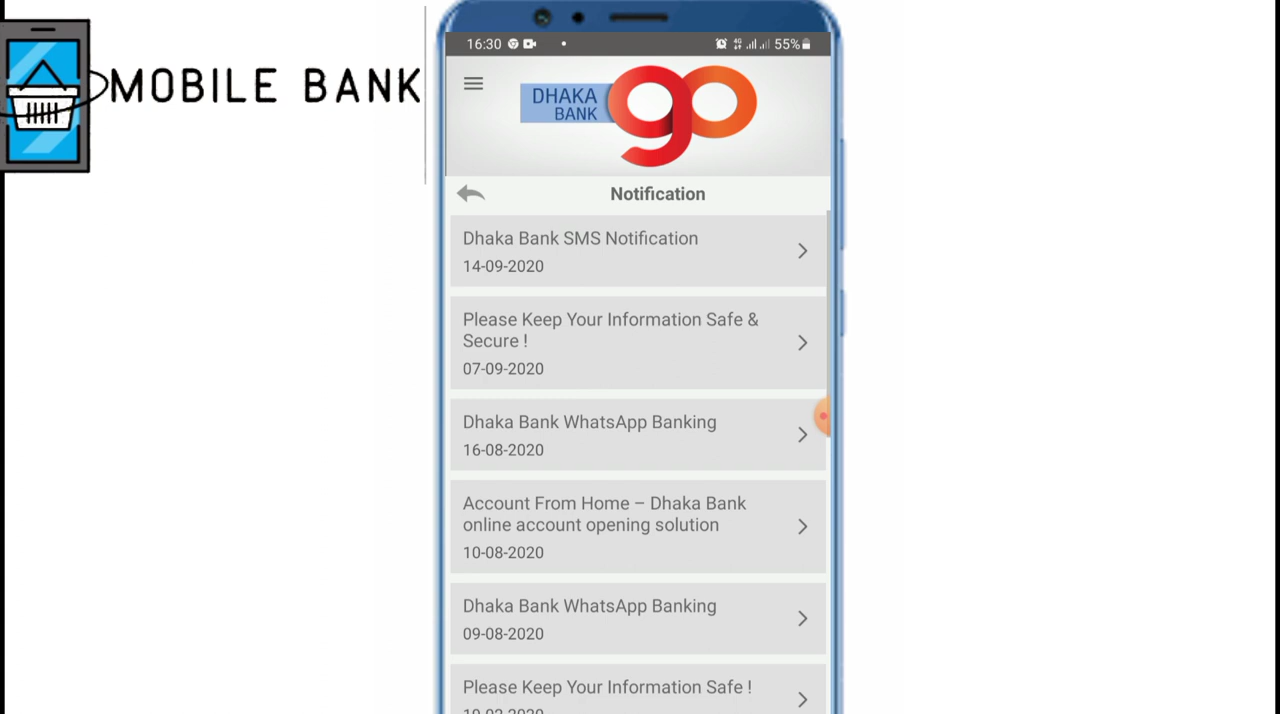 MOBILE BANK
16:30
4G
55%
DHAKA
BANK
go
Notification
Dhaka Bank SMS Notification
14-09-2020
Please Keep Your Information Safe &
Secure !
07-09-2020
Dhaka Bank WhatsApp Banking
16-08-2020
Account From Home – Dhaka Bank
online account opening solution
10-08-2020
Dhaka Bank WhatsApp Banking
09-08-2020
Please Keep Your Information Safe !